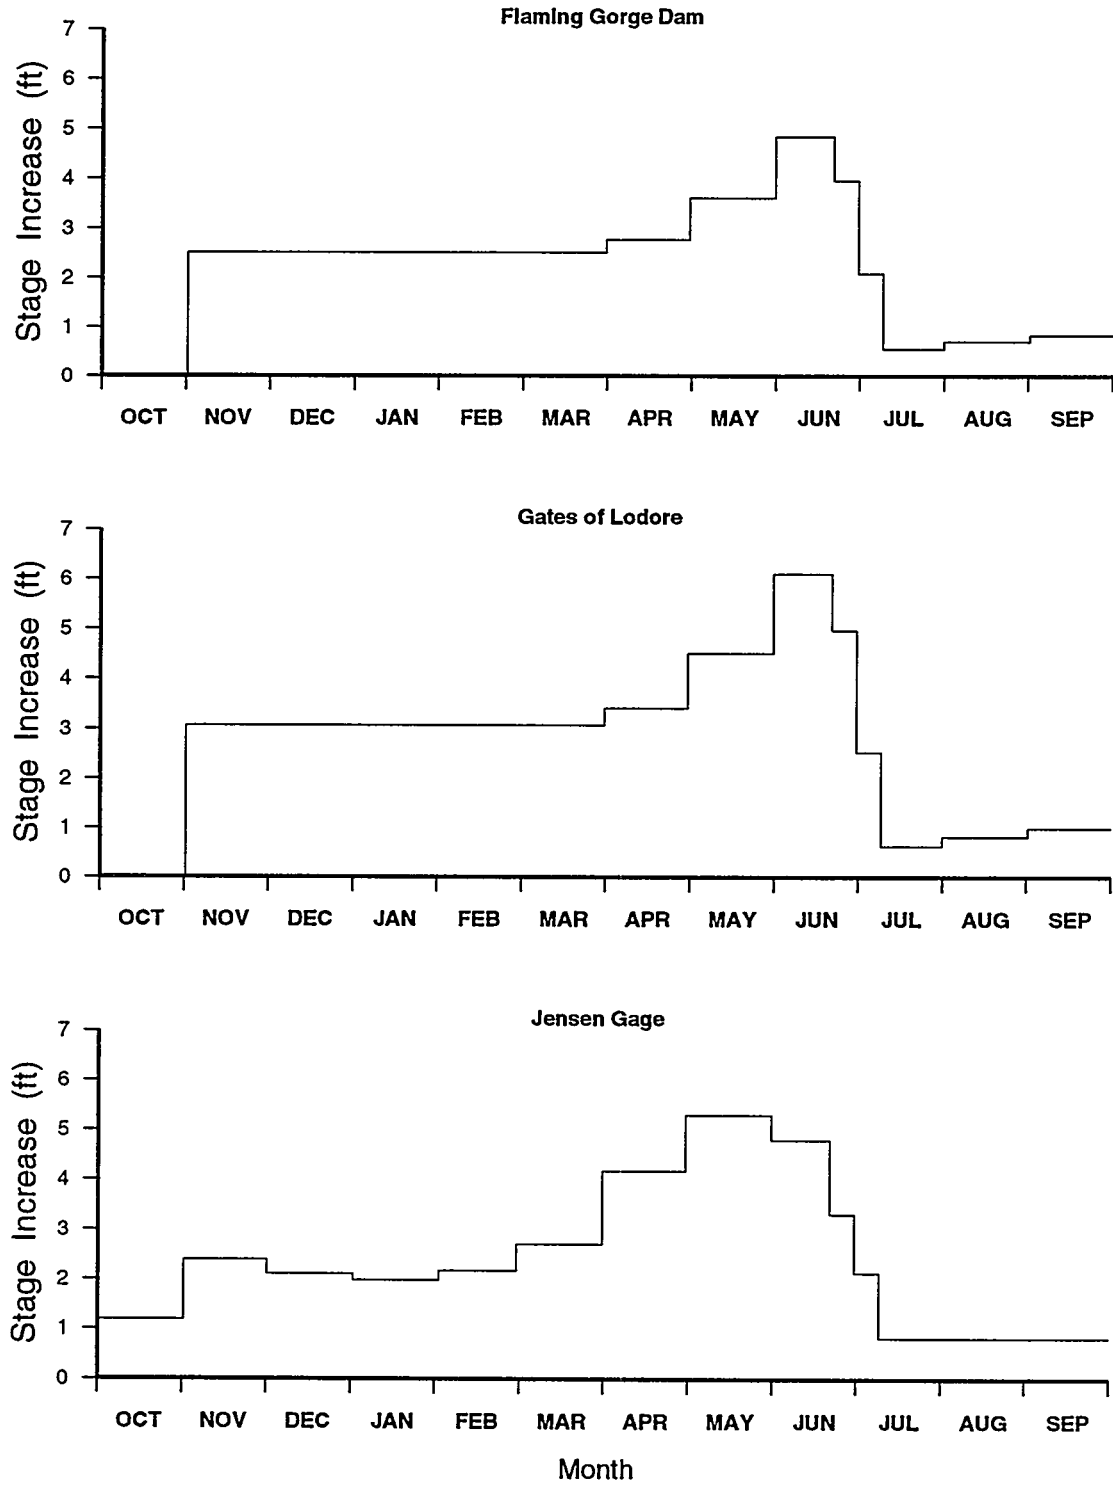 Flaming Gorge Dam
Stage Increase (ft)
7
6
5
4
3
2
1
0
OCT NOV DEC JAN FEB MAR APR MAY JUN JUL AUG SEP
Gates of Lodore
Stage Increase (ft)
7
6
5
4
3
2
1
0
OCT NOV DEC JAN FEB MAR APR MAY JUN JUL AUG SEP
Jensen Gage
Stage Increase (ft)
7
6
5
4
3
2
1
0
OCT NOV DEC JAN FEB MAR APR MAY JUN JUL AUG SEP
Month